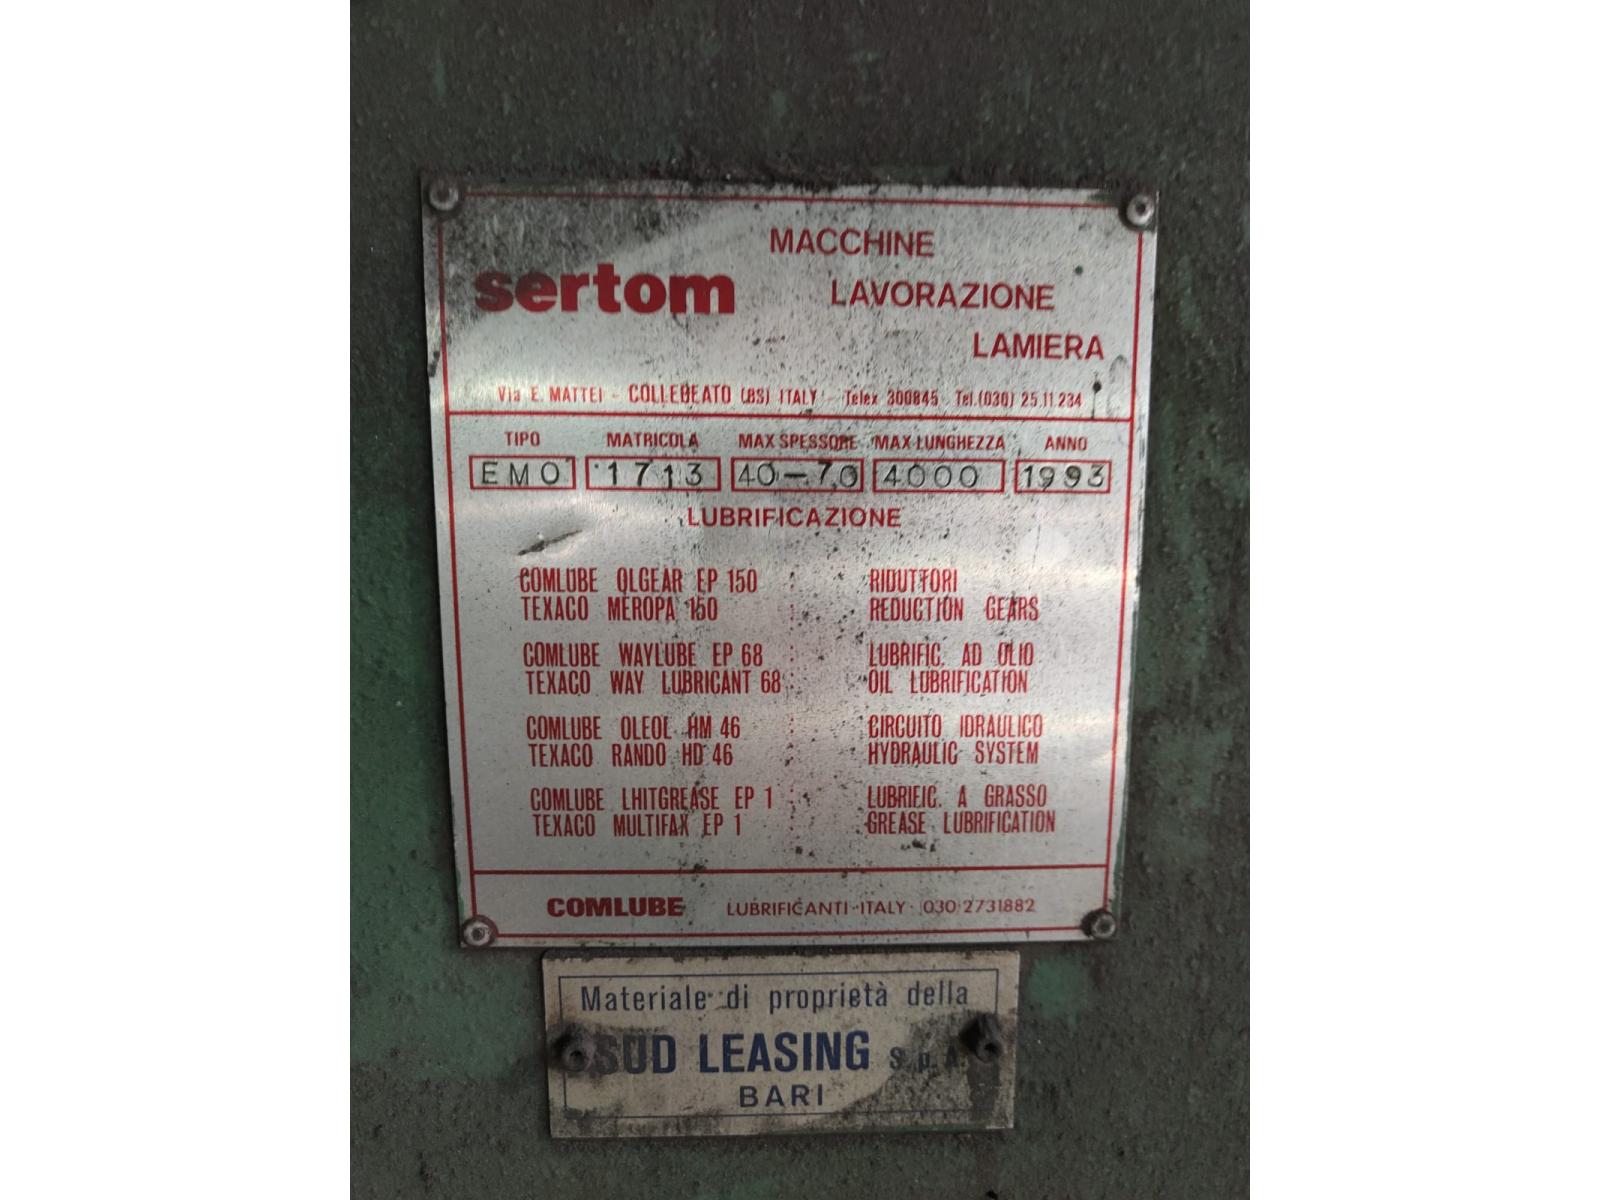 MACCHINE
sertom LAVORAZIONE
LAMIERA
Via E. MATTEI - COLLEBEATO (BS) ITALY - Telex 300845 Tel. (030) 25.11.234
TIPO MATRICOLA MAX SPESSORE MAX LUNGHEZZA ANNO
EMO 1713 40-70 4000 1993
LUBRIFICAZIONE
COMLUBE OLGEAR EP 150 : RIDUTTORI
TEXACO MEROPA 150 REDUCTION GEARS
COMLUBE WAYLUBE EP 68 : LUBRIFIC. AD OLIO
TEXACO WAY LUBRICANT 68 : OIL LUBRIFICATION
COMLUBE OLEOL HM 46 : CIRCUITO IDRAULICO
TEXACO RANDO HD 46 HYDRAULIC SYSTEM
COMLUBE LHITGREASE EP 1 : LUBRIFIC. A GRASSO
TEXACO MULTIFAX EP 1 : GREASE LUBRIFICATION
COMLUBE LUBRIFICANTI-ITALY- 030/2731882
Materiale di proprietà della
SUD LEASING S.p.A.
BARI